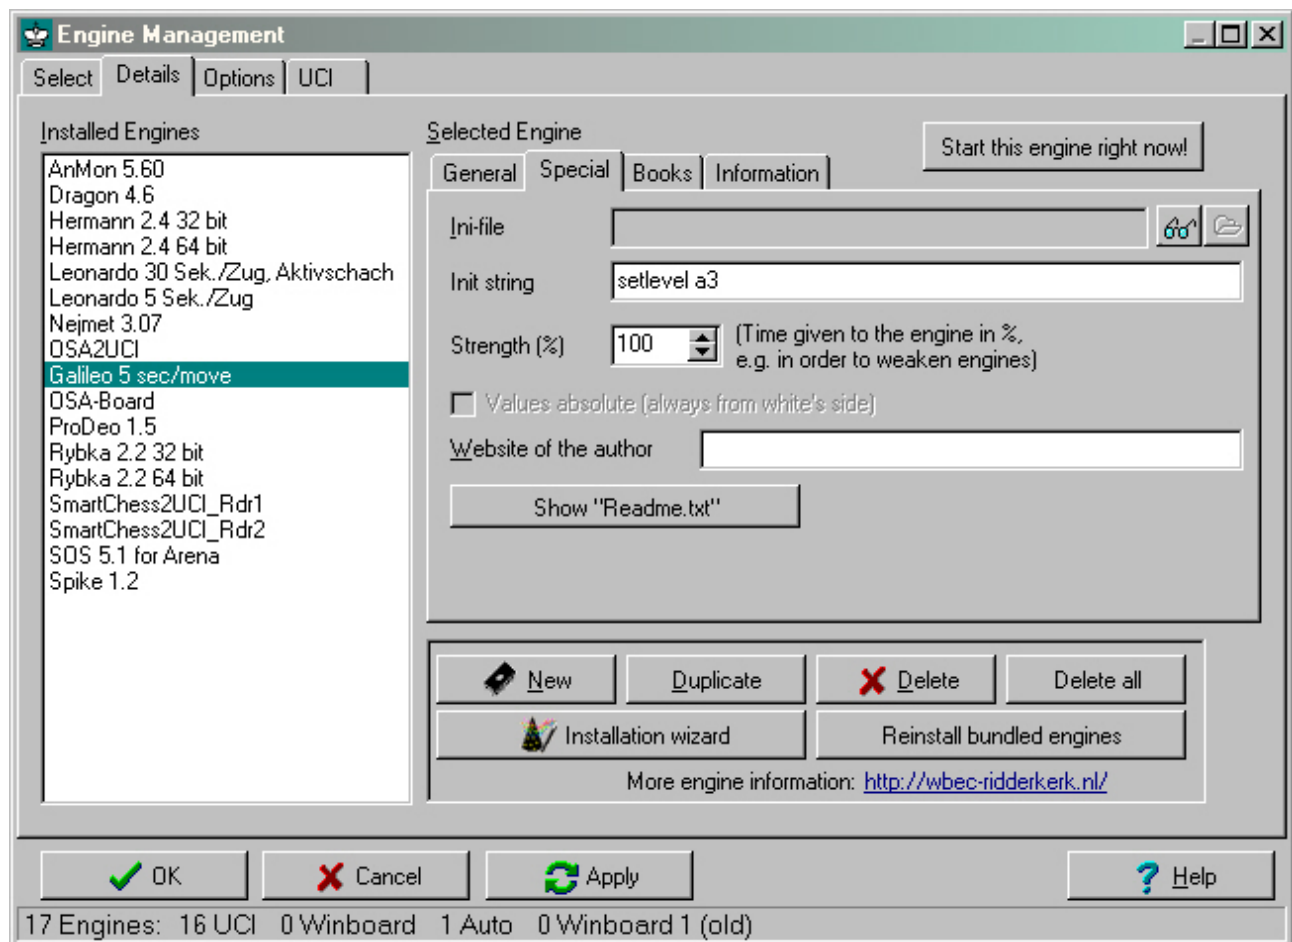 Engine Management
Select Details Options UCI
Installed Engines
AnMon 5.60
Dragon 4.6
Hermann 2.4 32 bit
Hermann 2.4 64 bit
Leonardo 30 Sek./Zug, Aktivschach
Leonardo 5 Sek./Zug
Nejmet 3.07
OSA2UCI
Galileo 5 sec/move
OSA-Board
ProDeo 1.5
Rybka 2.2 32 bit
Rybka 2.2 64 bit
SmartChess2UCI_Rdr1
SmartChess2UCI_Rdr2
SOS 5.1 for Arena
Spike 1.2
Selected Engine
Start this engine right now!
General Special Books Information
Ini-file
Init string setlevel a3
Strength (%) 100 (Time given to the engine in %,
e.g. in order to weaken engines)
Values absolute (always from white's side)
Website of the author
Show "Readme.txt"
New Duplicate Delete Delete all
Installation wizard Reinstall bundled engines
More engine information: http://wbec-ridderkerk.nl/
OK Cancel Apply Help
17 Engines: 16 UCI 0 Winboard 1 Auto 0 Winboard 1 (old)